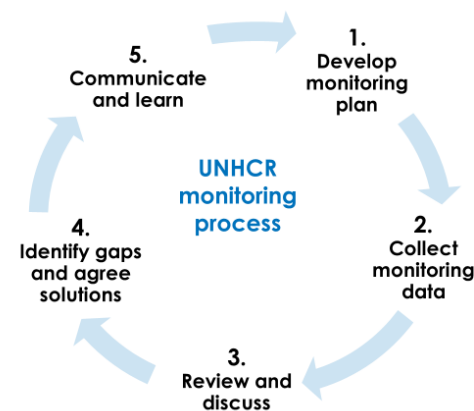 1.
Develop
monitoring
plan
2.
Collect
monitoring
data
3.
Review and
discuss
4.
Identify gaps
and agree
solutions
5.
Communicate
and learn
UNHCR
monitoring
process